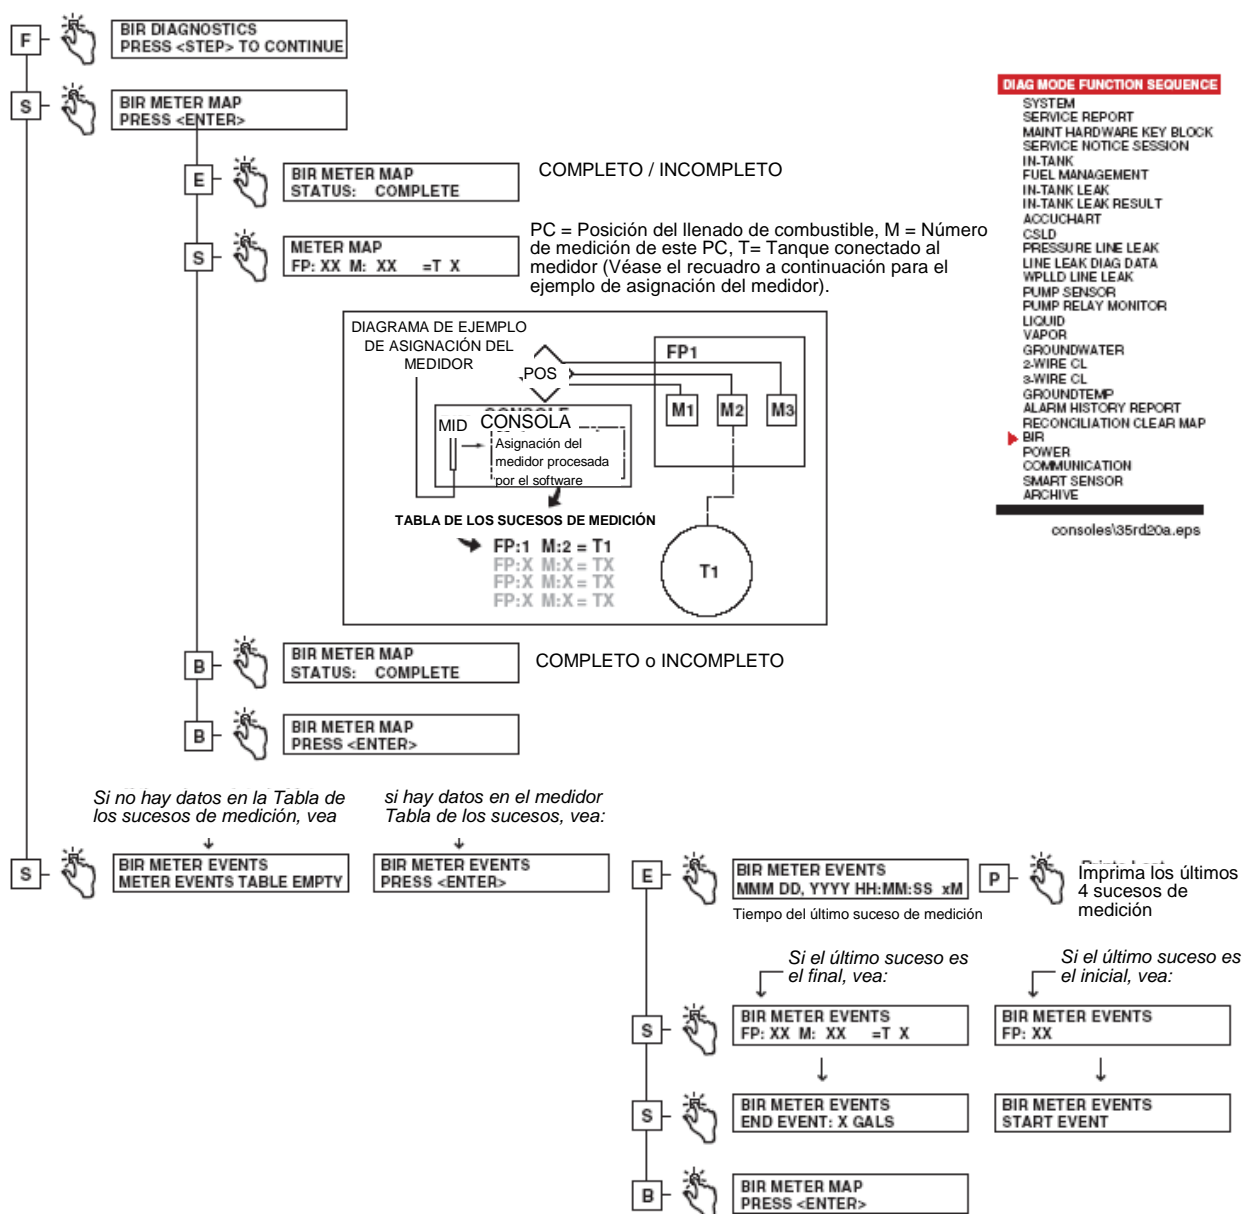 F
BIR DIAGNOSTICS
PRESS <STEP> TO CONTINUE
S
BIR METER MAP
PRESS <ENTER>
E
BIR METER MAP
STATUS: COMPLETE
COMPLETO / INCOMPLETO
S
METER MAP
FP: XX M: XX =T X
PC = Posición del llenado de combustible, M = Número
de medición de este PC, T= Tanque conectado al
medidor (Véase el recuadro a continuación para el
ejemplo de asignación del medidor).
DIAGRAMA DE EJEMPLO
DE ASIGNACIÓN DEL
MEDIDOR
POS
FP1
M1
M2
M3
MID
CONSOLA
Asignación del
medidor procesada
por el software
TABLA DE LOS SUCESOS DE MEDICIÓN
FP:1 M:2 = T1
FP:X M:X = TX
FP:X M:X = TX
FP:X M:X = TX
T1
B
BIR METER MAP
STATUS: COMPLETE
COMPLETO o INCOMPLETO
B
BIR METER MAP
PRESS <ENTER>
DIAG MODE FUNCTION SEQUENCE
SYSTEM
SERVICE REPORT
MAINT HARDWARE KEY BLOCK
SERVICE NOTICE SESSION
IN-TANK
FUEL MANAGEMENT
IN-TANK LEAK
IN-TANK LEAK RESULT
ACCUCHART
CSLD
PRESSURE LINE LEAK
LINE LEAK DIAG DATA
WPLLD LINE LEAK
PUMP SENSOR
PUMP RELAY MONITOR
LIQUID
VAPOR
GROUNDWATER
2-WIRE CL
3-WIRE CL
GROUNDTEMP
ALARM HISTORY REPORT
RECONCILIATION CLEAR MAP
BIR
POWER
COMMUNICATION
SMART SENSOR
ARCHIVE
consoles\35rd20a.eps
Si no hay datos en la Tabla de
los sucesos de medición, vea
si hay datos en el medidor
Tabla de los sucesos, vea:
S
BIR METER EVENTS
METER EVENTS TABLE EMPTY
BIR METER EVENTS
PRESS <ENTER>
E
BIR METER EVENTS
MMM DD, YYYY HH:MM:SS xM
Tiempo del último suceso de medición
P
Imprima los últimos
4 sucesos de
medición
Si el último suceso es
el final, vea:
Si el último suceso es
el inicial, vea:
S
BIR METER EVENTS
FP: XX M: XX =T X
BIR METER EVENTS
FP: XX
S
BIR METER EVENTS
END EVENT: X GALS
BIR METER EVENTS
START EVENT
B
BIR METER MAP
PRESS <ENTER>